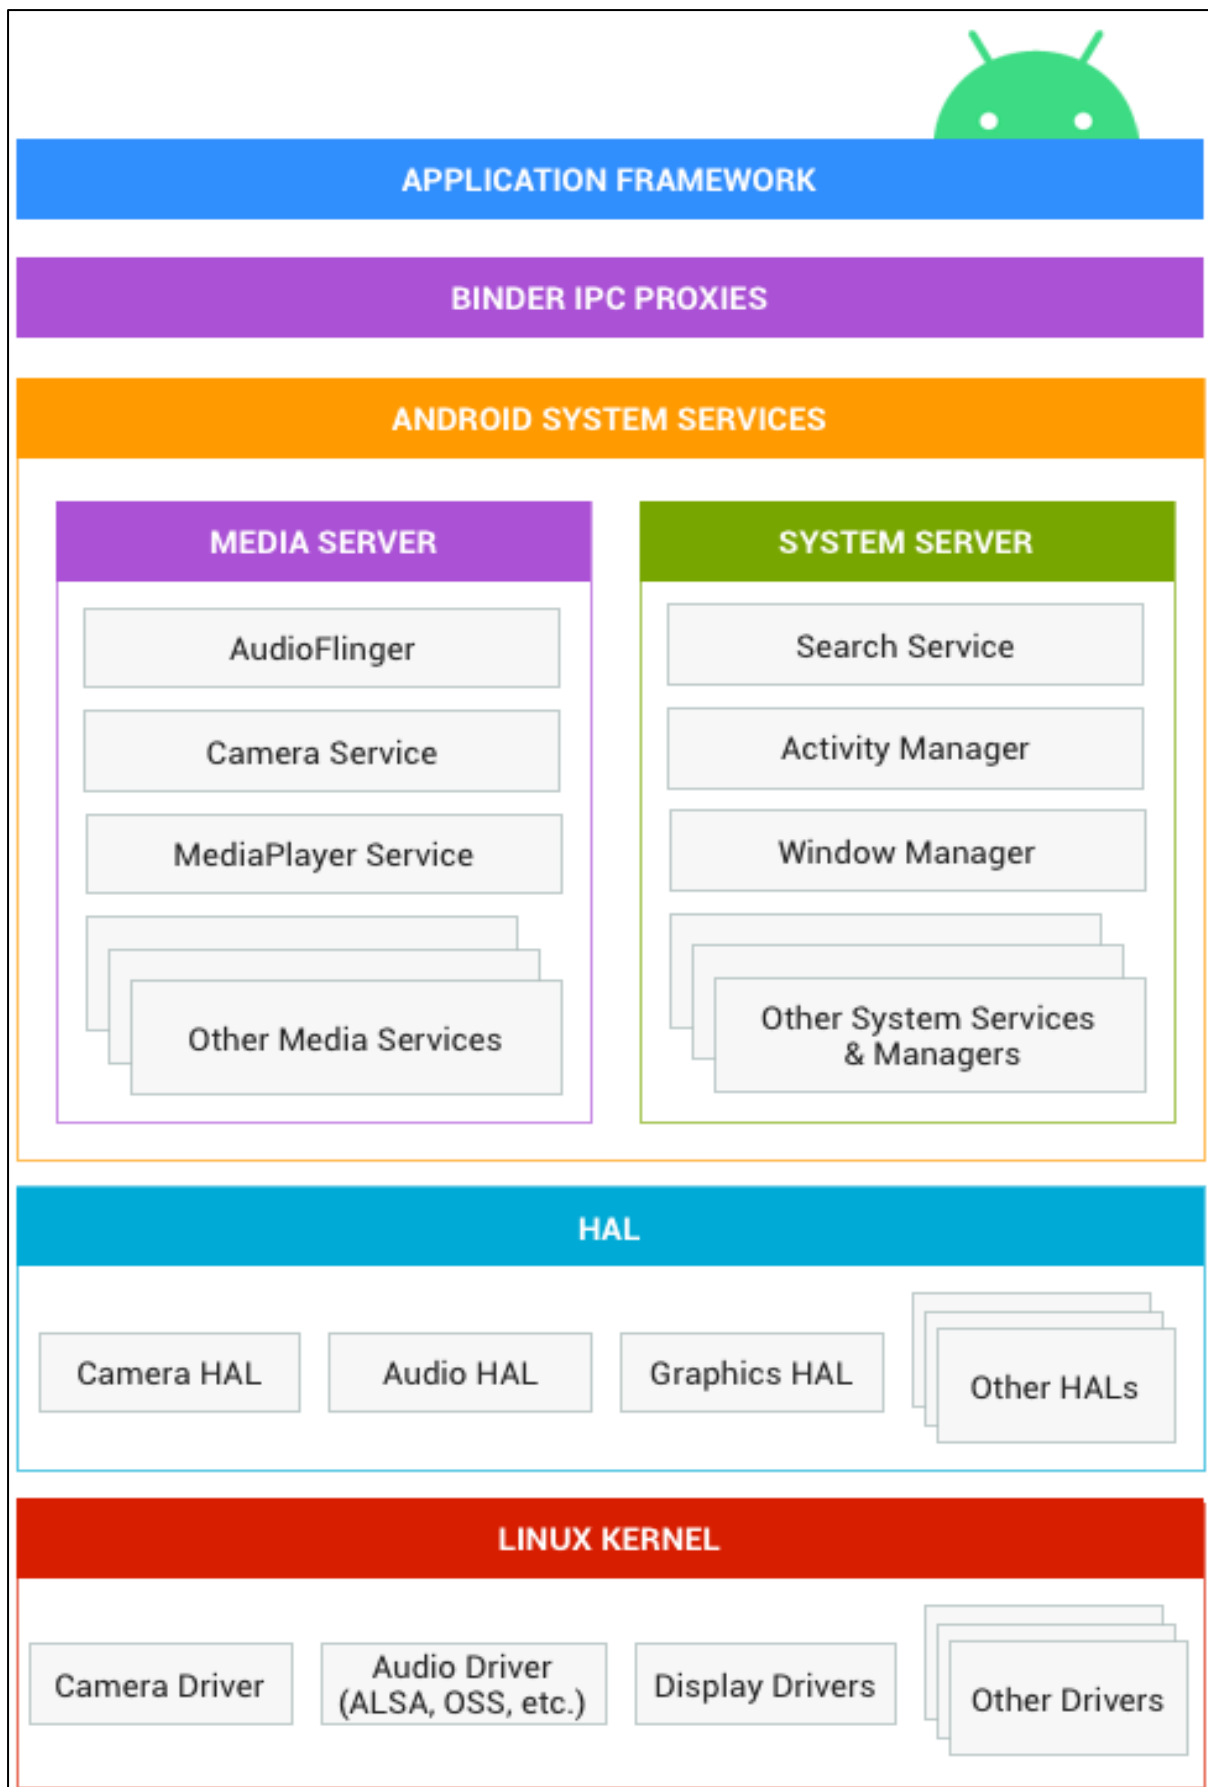 APPLICATION FRAMEWORK
BINDER IPC PROXIES
ANDROID SYSTEM SERVICES
MEDIA SERVER
AudioFlinger
Camera Service
MediaPlayer Service
Other Media Services
SYSTEM SERVER
Search Service
Activity Manager
Window Manager
Other System Services
& Managers
HAL
Camera HAL
Audio HAL
Graphics HAL
Other HALs
LINUX KERNEL
Camera Driver
Audio Driver
(ALSA, OSS, etc.)
Display Drivers
Other Drivers